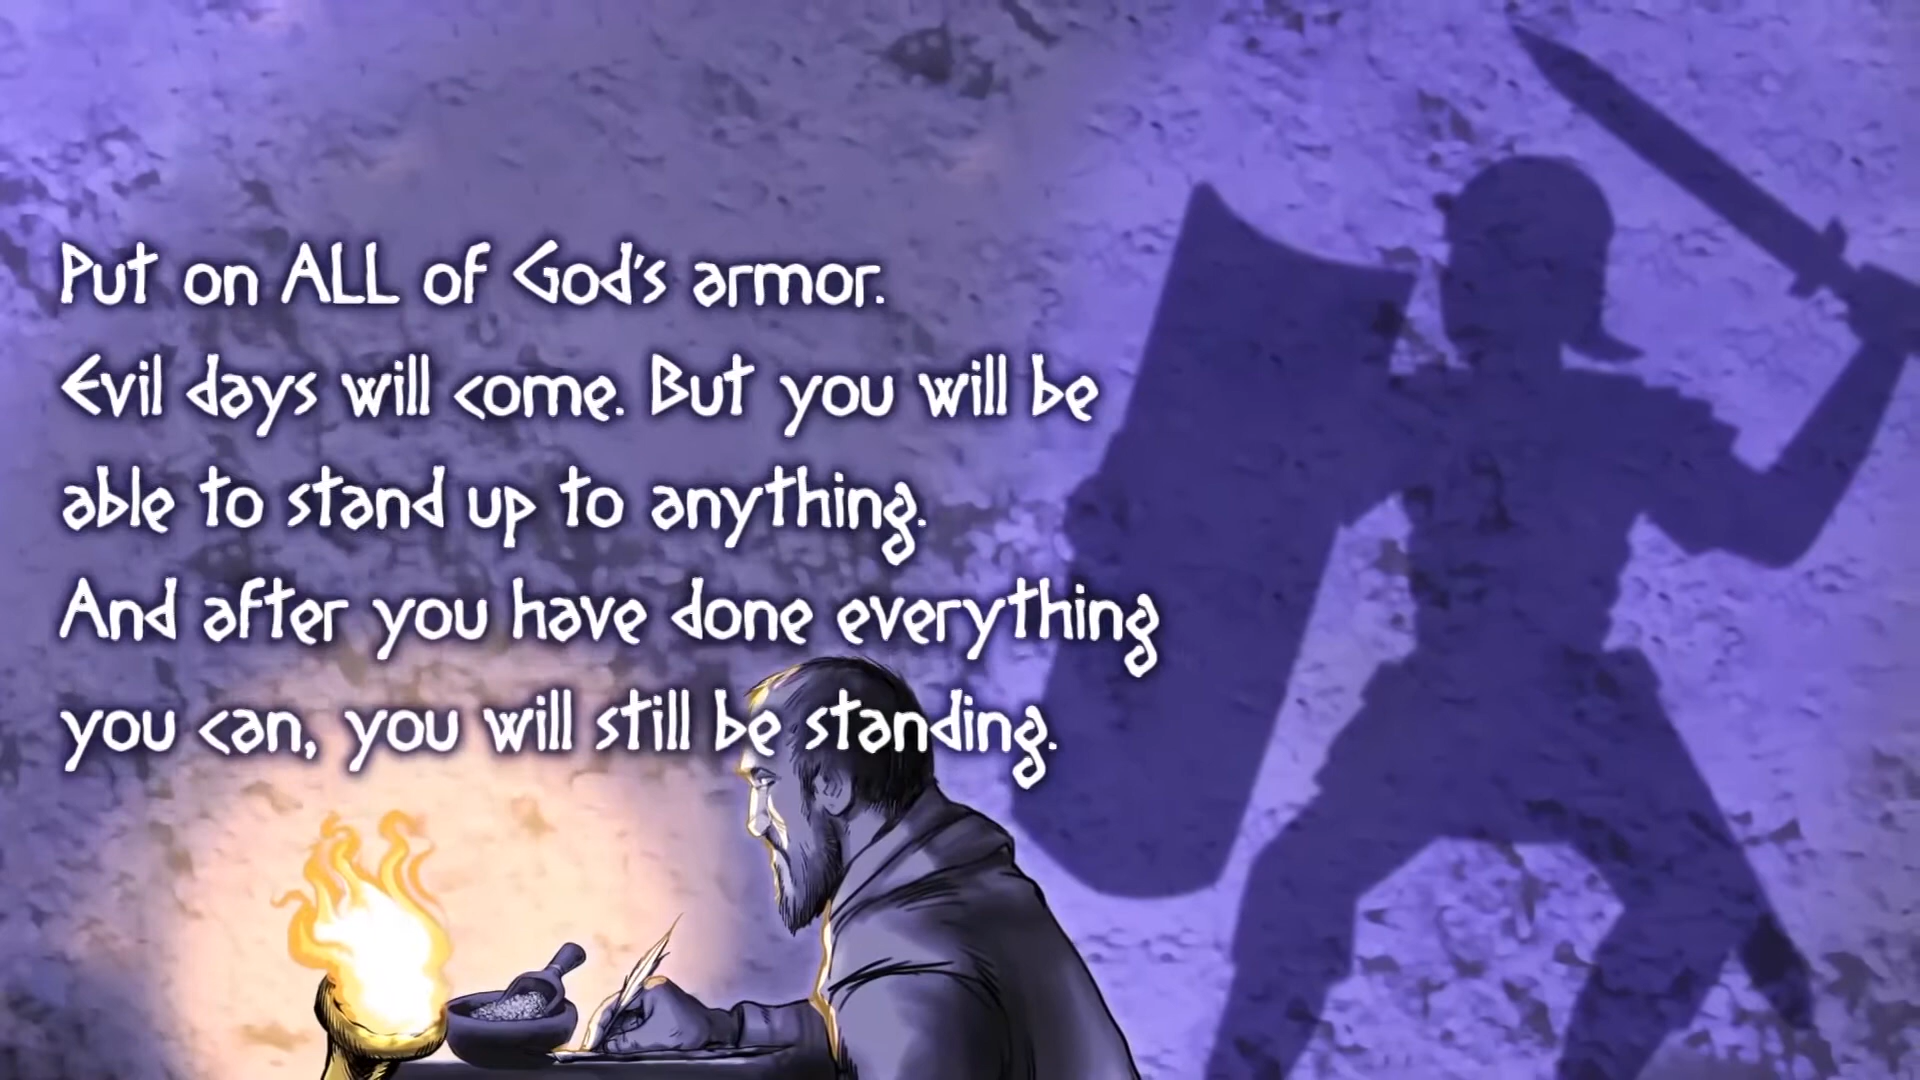 Put on ALL of God's armor.
Evil days will come. But you will be
able to stand up to anything.
And after you have done everything
you can, you will still be standing.